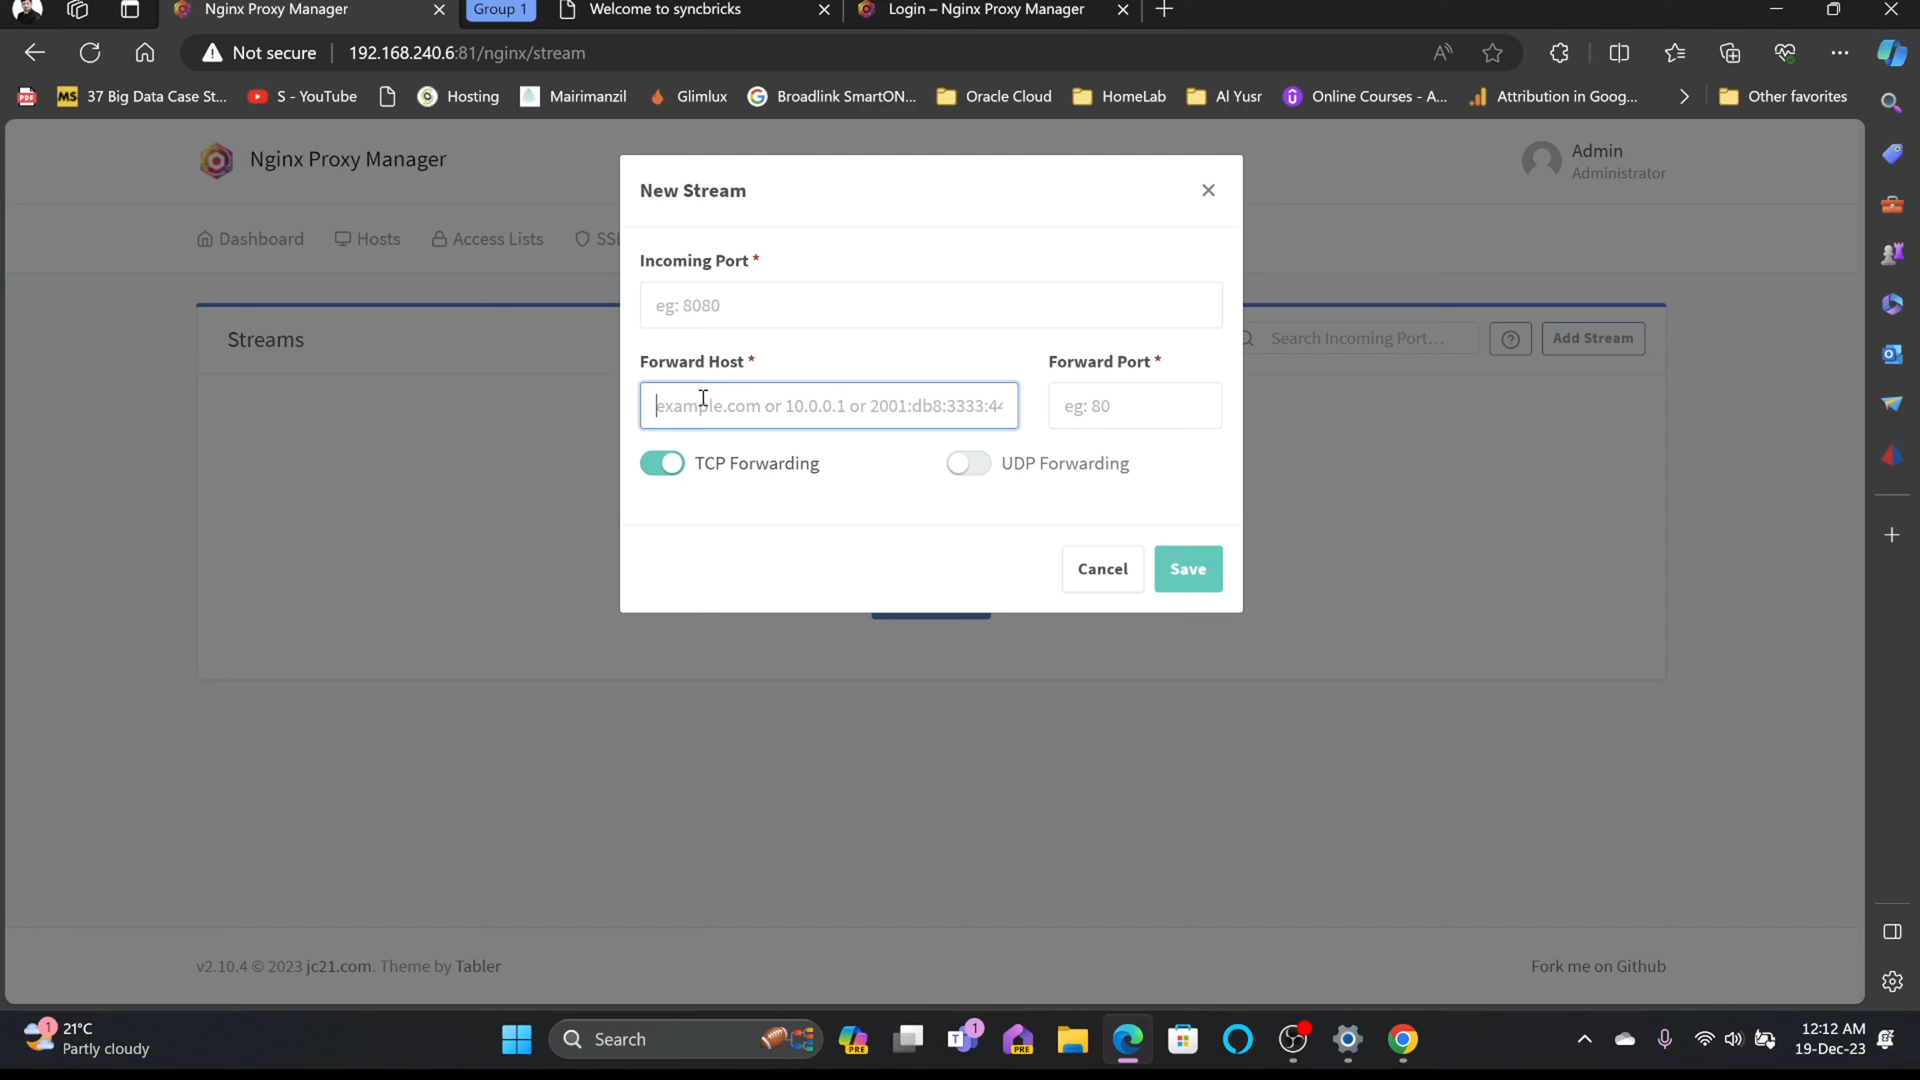 Nginx Proxy Manager
Group 1
Welcome to syncbricks
Login – Nginx Proxy Manager
Not secure
192.168.240.6:81/nginx/stream
37 Big Data Case St...
S - YouTube
Hosting
Mairimanzil
Glimlux
Broadlink SmartON...
Oracle Cloud
HomeLab
Al Yusr
Online Courses - A...
Attribution in Goog...
Other favorites
Nginx Proxy Manager
Admin
Administrator
Dashboard
Hosts
Access Lists
SSL
New Stream
Incoming Port *
eg: 8080
Forward Host *
Forward Port *
example.com or 10.0.0.1 or 2001:db8:3333:44
eg: 80
TCP Forwarding
UDP Forwarding
Cancel
Save
Streams
Search Incoming Port...
Add Stream
v2.10.4 © 2023 jc21.com. Theme by Tabler
Fork me on Github
1
21°C
Partly cloudy
Search
PRE
1
PRE
12:12 AM
19-Dec-23